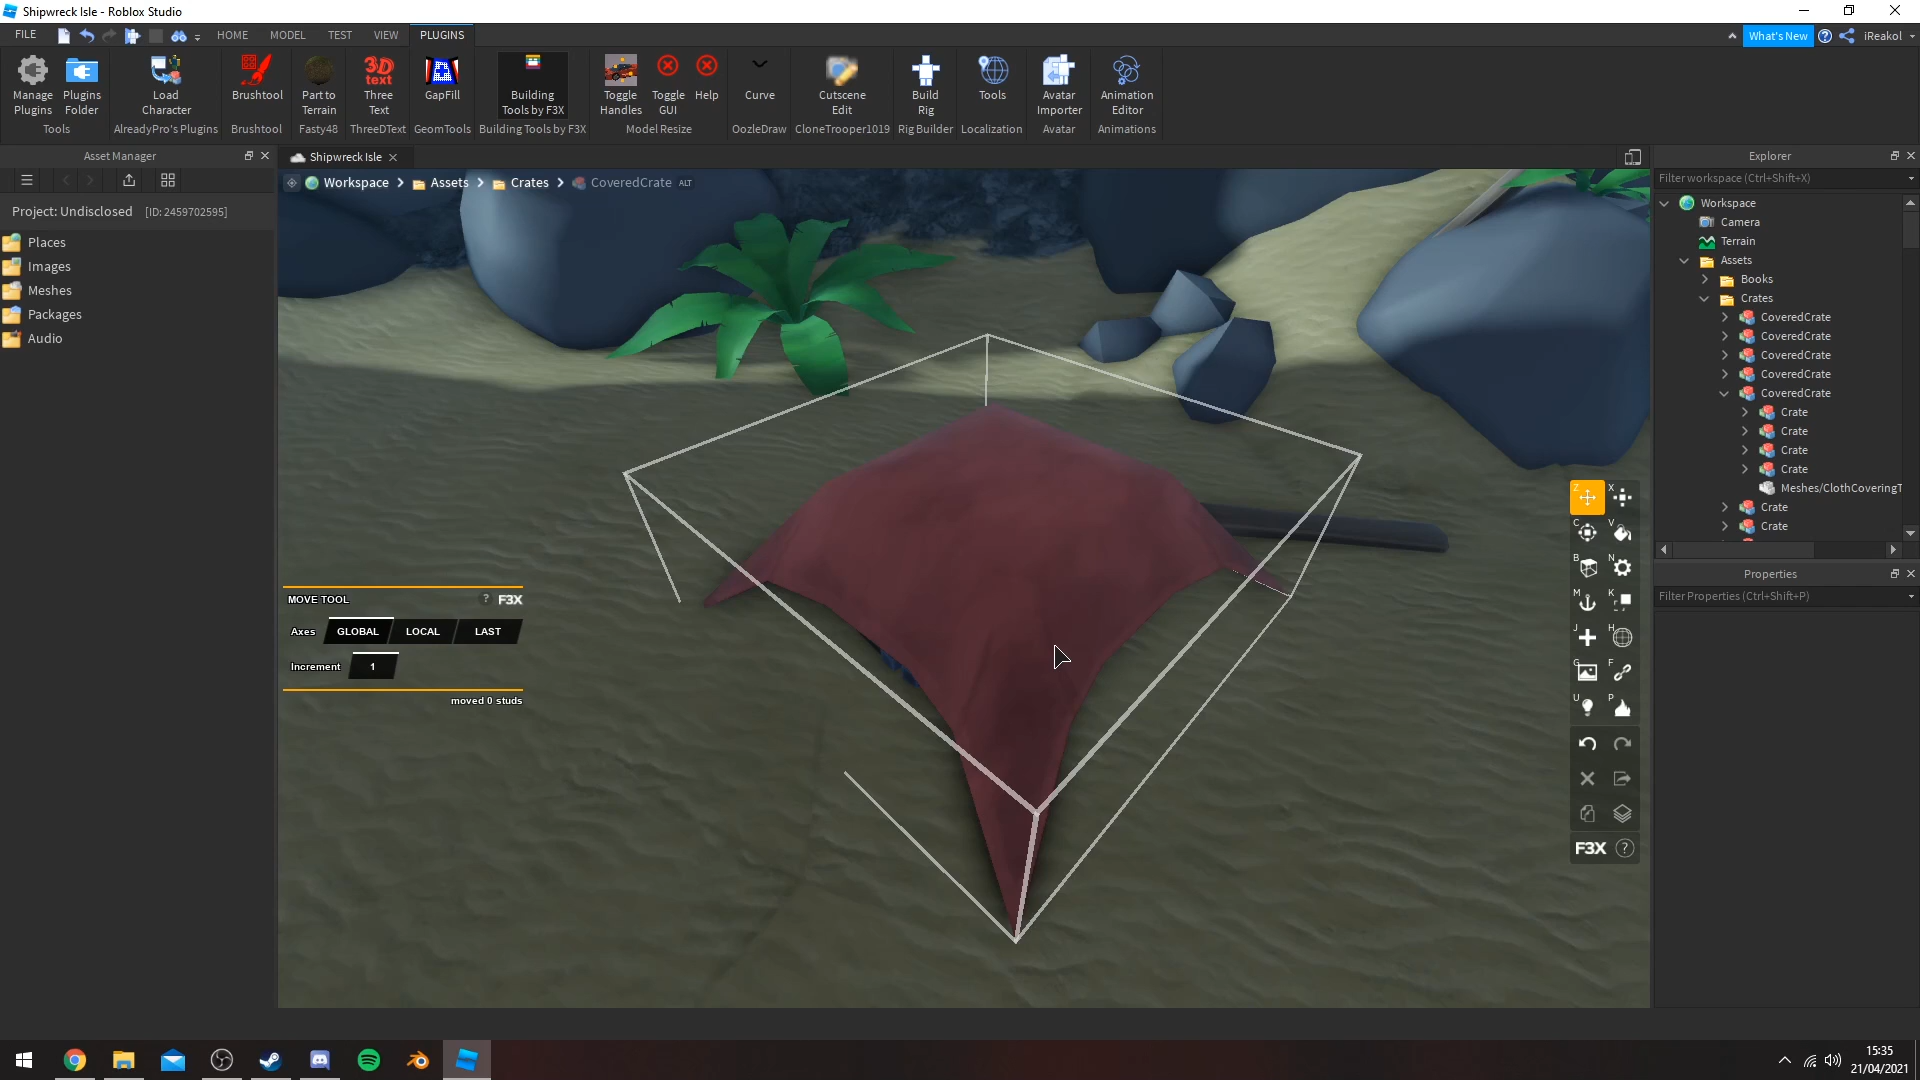 Shipwreck Isle - Roblox Studio
FILE
HOME
MODEL
TEST
VIEW
PLUGINS
What's New
iReakol
Manage
Plugins
Plugins
Folder
Tools
Load
Character
AlreadyPro's Plugins
Brushtool
Brushtool
Part to
Terrain
Fasty48
3D
text
Three
Text
ThreeDText
GapFill
GeomTools
Building
Tools by F3X
Building Tools by F3X
Toggle
Handles
Toggle
GUI
Help
Model Resize
Curve
OozleDraw
Cutscene
Edit
CloneTrooper1019
Build
Rig
Rig Builder
Tools
Localization
Avatar
Importer
Avatar
Animation
Editor
Animations
Asset Manager
Project: Undisclosed [ID: 2459702595]
Places
Images
Meshes
Packages
Audio
Shipwreck Isle
Workspace
Assets
Crates
CoveredCrate ALT
MOVE TOOL
? F3X
Axes GLOBAL LOCAL LAST
Increment 1
moved 0 studs
Z X
C V
B N
M K
J H
G F
U P
F3X ?
Explorer
Filter workspace (Ctrl+Shift+X)
Workspace
Camera
Terrain
Assets
Books
Crates
CoveredCrate
CoveredCrate
CoveredCrate
CoveredCrate
CoveredCrate
Crate
Crate
Crate
Crate
Meshes/ClothCoveringT
Crate
Crate
Properties
Filter Properties (Ctrl+Shift+P)
15:35
21/04/2021